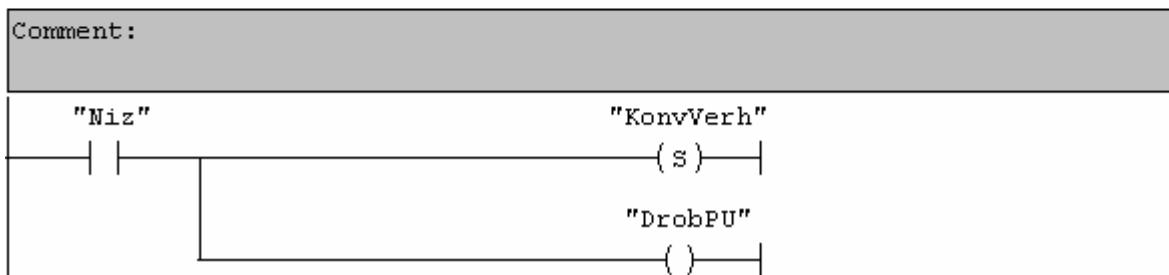 Comment:
"Niz" "KonvVerh"
( S )
"DrobPU"
( )